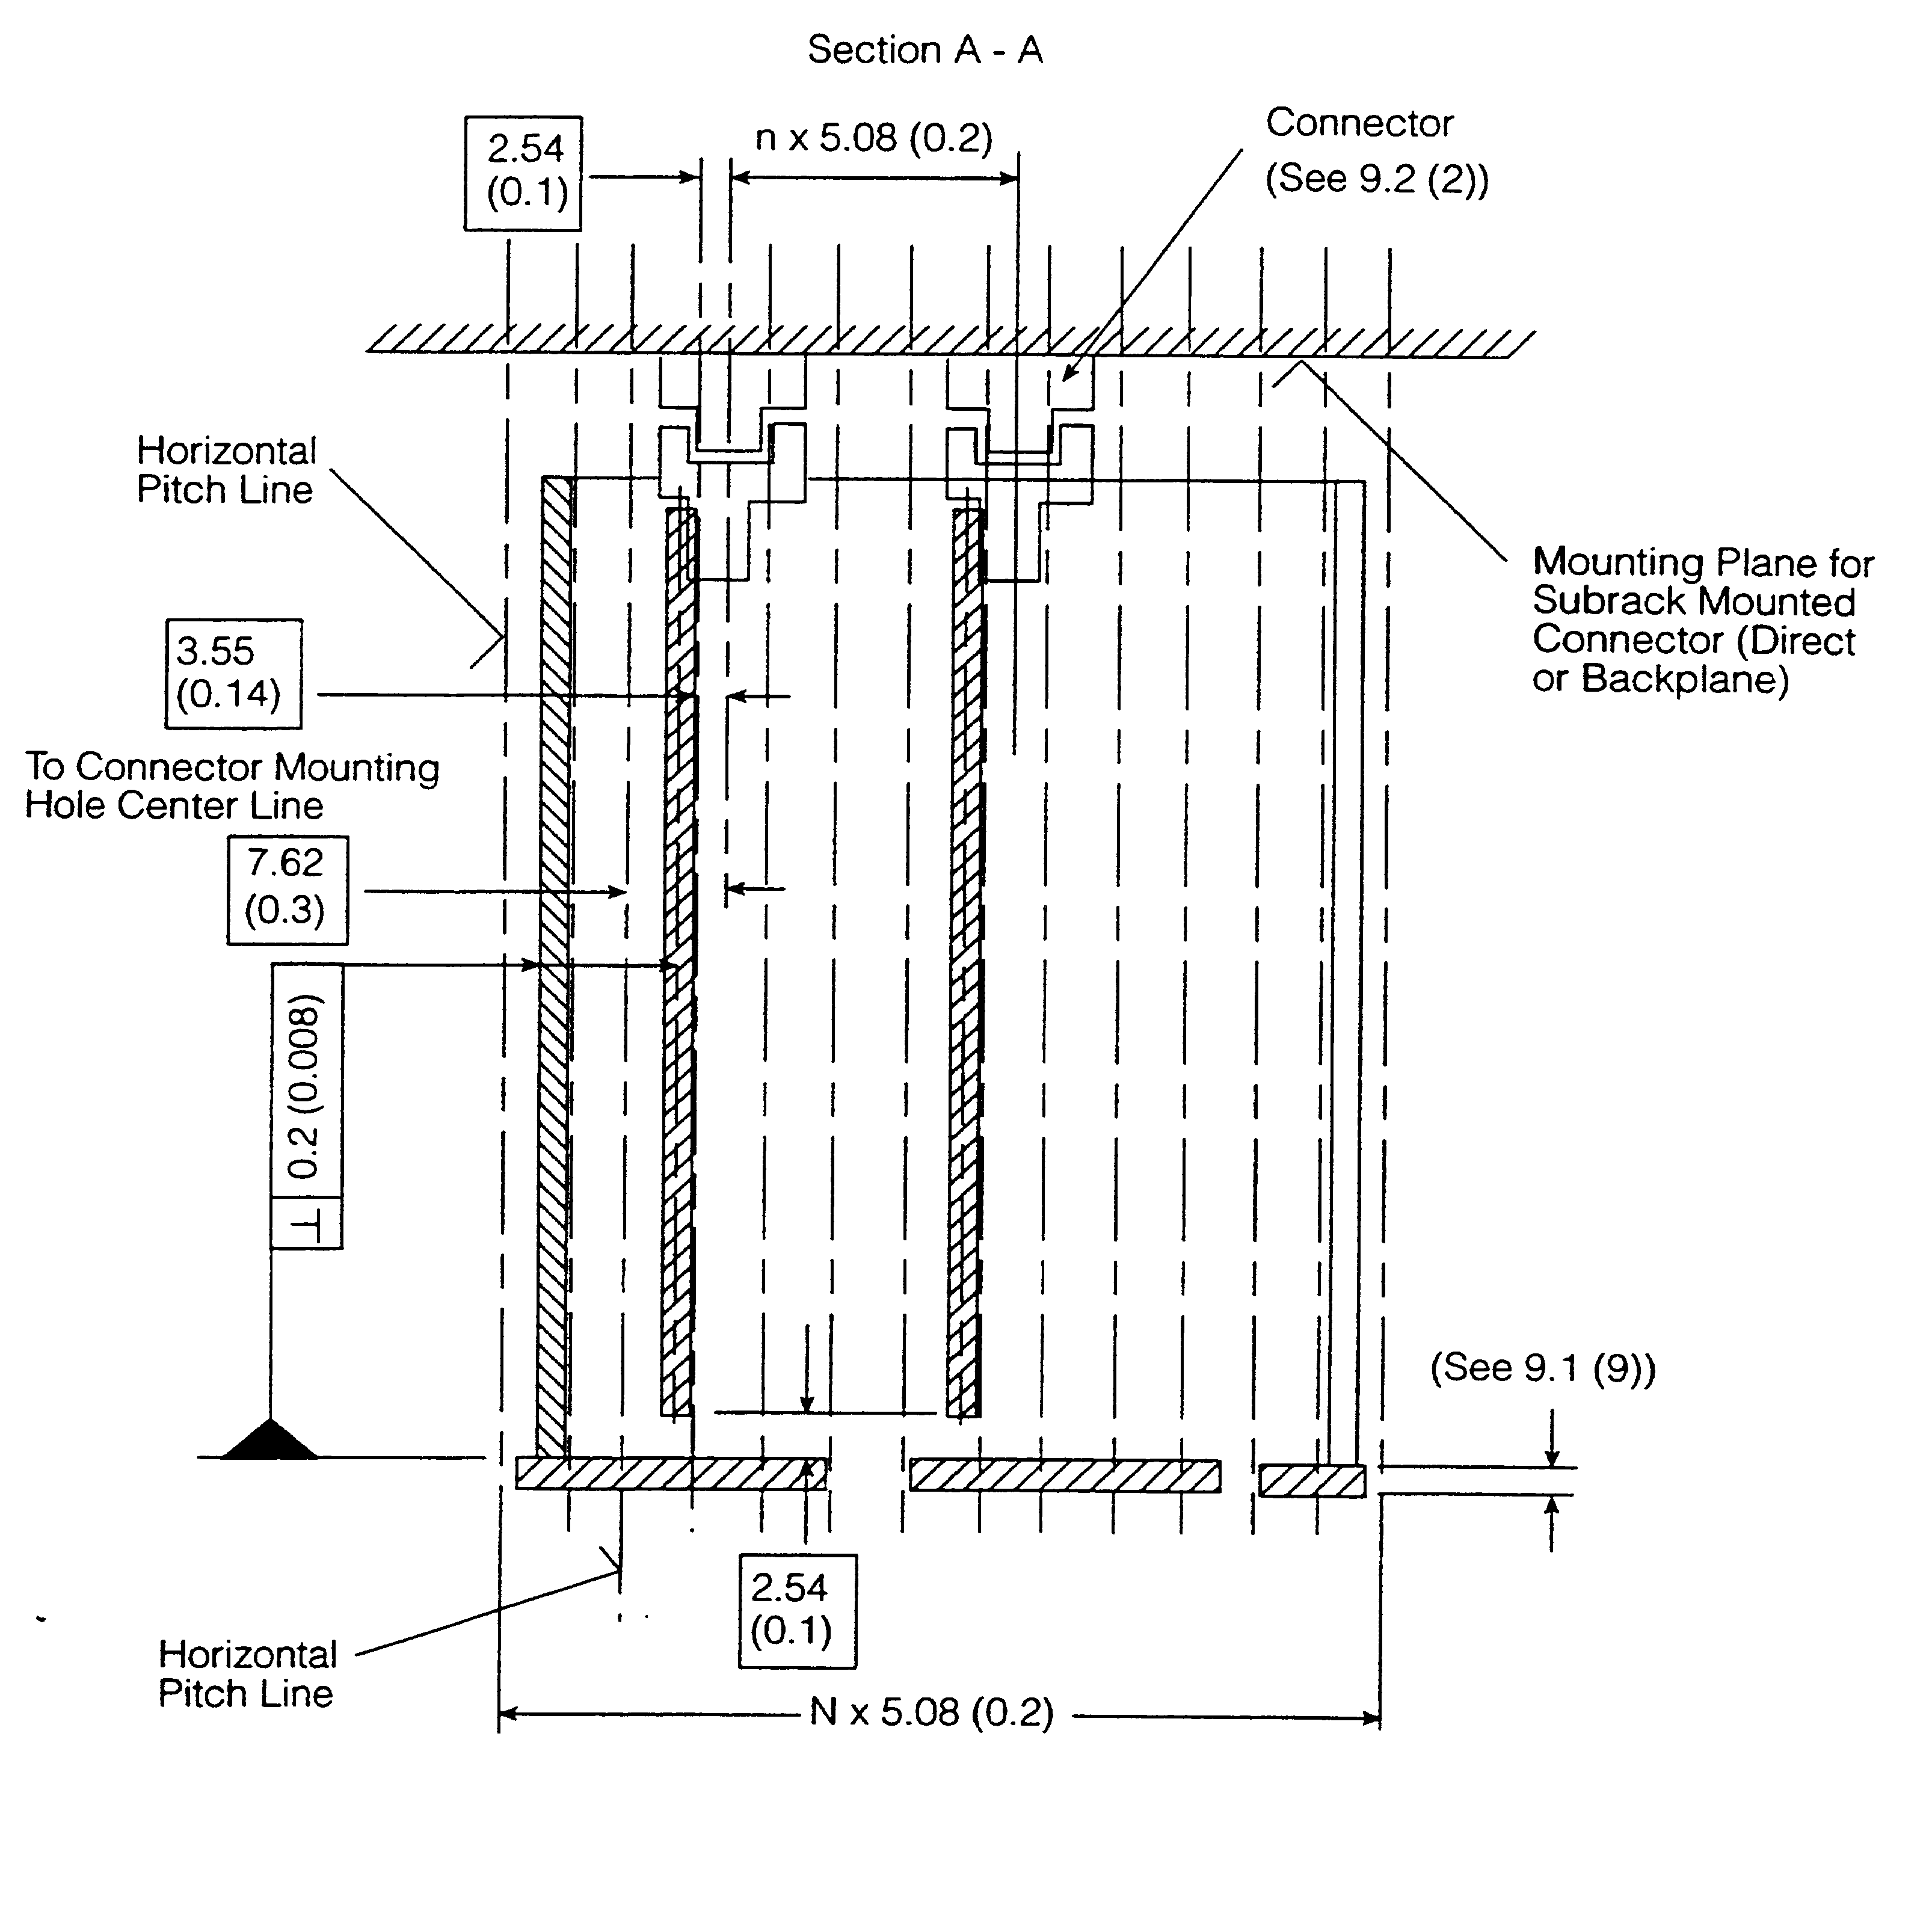 Section A - A
2.54
(0.1)
n x 5.08 (0.2)
Connector
(See 9.2 (2))
Horizontal
Pitch Line
Mounting Plane for
Subrack Mounted
Connector (Direct
or Backplane)
3.55
(0.14)
To Connector Mounting
Hole Center Line
7.62
(0.3)
⊥ 0.2 (0.008)
(See 9.1 (9))
2.54
(0.1)
Horizontal
Pitch Line
N x 5.08 (0.2)